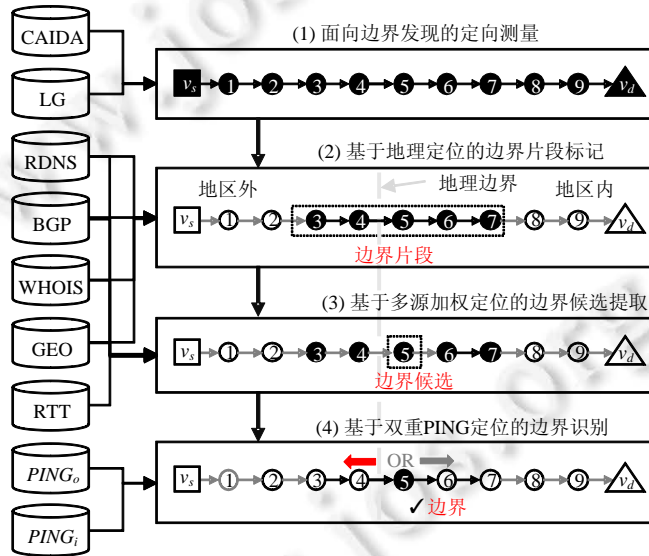 CAIDA
LG
RDNS
BGP
WHOIS
GEO
RTT
PINGo
PINGi
(1) 面向边界发现的定向测量
vs 1 2 3 4 5 6 7 8 9 vd
(2) 基于地理定位的边界片段标记
地区外 地理边界 地区内
vs 1 2 3 4 5 6 7 8 9 vd
边界片段
(3) 基于多源加权定位的边界候选提取
vs 1 2 3 4 5 6 7 8 9 vd
边界候选
(4) 基于双重PING定位的边界识别
OR
vs 1 2 3 4 5 6 7 8 9 vd
✓边界